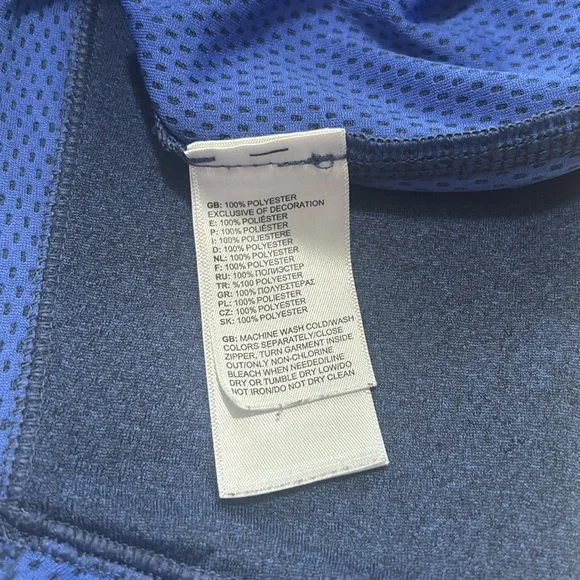 GB: 100% POLYESTER
EXCLUSIVE OF DECORATION
E: 100% POLIÉSTER
P: 100% POLIÉSTER
I: 100% POLIESTERE
D: 100% POLYESTER
NL: 100% POLYESTER
F: 100% POLYESTER
RU: 100% ПОЛИЭСТЕР
TR: %100 POLYESTER
GR: 100% ΠΟΛΥΕΣΤΕΡΑΣ
PL: 100% POLIESTER
CZ: 100% POLYESTER
SK: 100% POLYESTER
GB: MACHINE WASH COLD/WASH
COLORS SEPARATELY/CLOSE
ZIPPER, TURN GARMENT INSIDE
OUT/ONLY NON-CHLORINE
BLEACH WHEN NEEDED/LINE
DRY OR TUMBLE DRY LOW/DO
NOT IRON/DO NOT DRY CLEAN